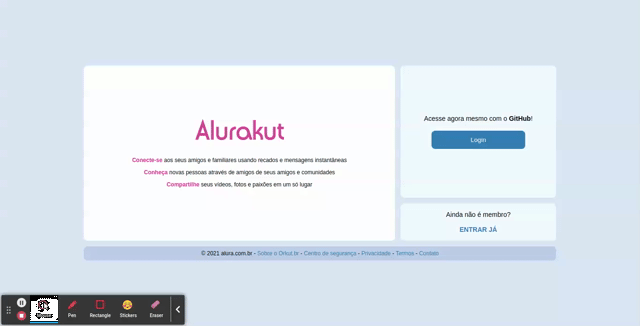 Alurakut
Conecte-se aos seus amigos e familiares usando recados e mensagens instantâneas
Conheça novas pessoas através de amigos de seus amigos e comunidades
Compartilhe seus vídeos, fotos e paixões em um só lugar
Acesse agora mesmo com o GitHub!
Login
Ainda não é membro?
ENTRAR JÁ
© 2021 alura.com.br - Sobre o Orkut.br - Centro de segurança - Privacidade - Termos - Contato
Pen
Rectangle
Stickers
Eraser